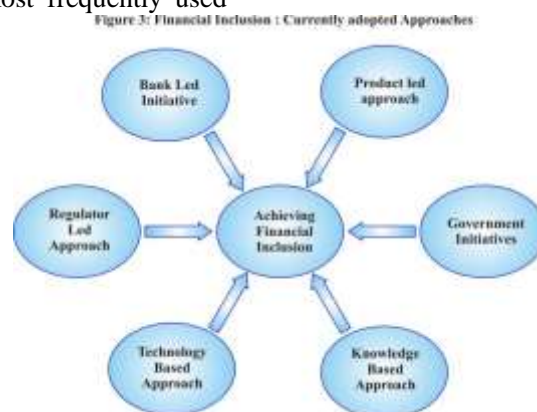 ost frequently used
Figure 3: Financial Inclusion : Currently adopted Approaches
Bank Led
Initiative
Product led
approach
Regulator
Led
Approach
Achieving
Financial
Inclusion
Government
Initiatives
Technology
Based
Approach
Knowledge
Based
Approach